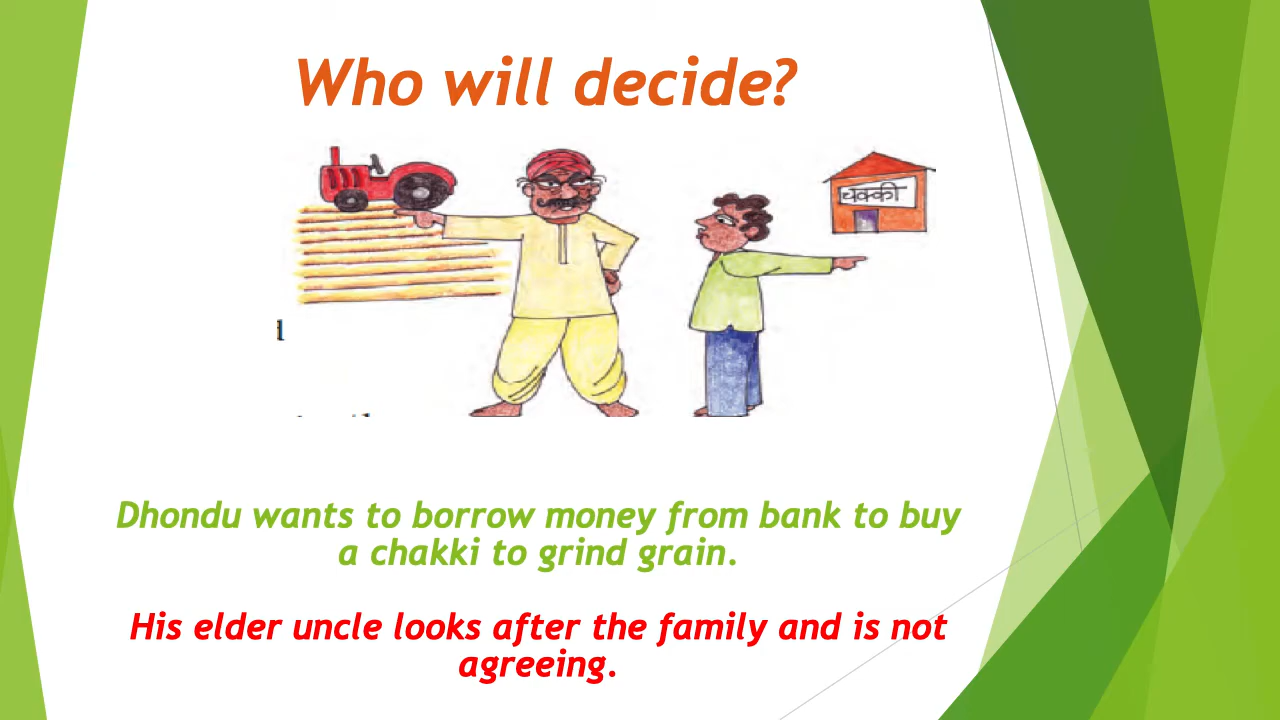 Who will decide?
चक्की
Dhondu wants to borrow money from bank to buy
a chakki to grind grain.
His elder uncle looks after the family and is not
agreeing.